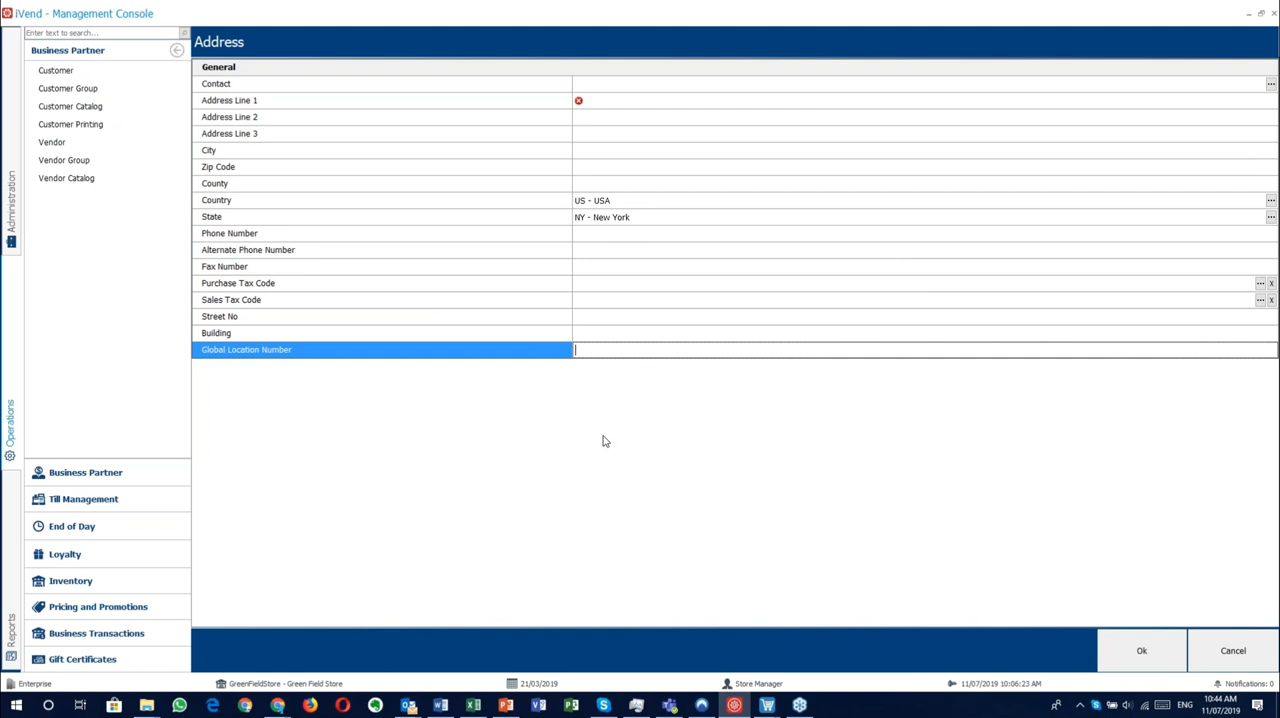 iVend - Management Console
Enter text to search...
Business Partner
Customer
Customer Group
Customer Catalog
Customer Printing
Vendor
Vendor Group
Vendor Catalog
Administration
Operations
Reports
Business Partner
Till Management
End of Day
Loyalty
Inventory
Pricing and Promotions
Business Transactions
Gift Certificates
Address
General
Contact ...
Address Line 1
Address Line 2
Address Line 3
City
Zip Code
County
Country US - USA ...
State NY - New York ...
Phone Number
Alternate Phone Number
Fax Number
Purchase Tax Code ... X
Sales Tax Code ... X
Street No
Building
Global Location Number
Ok Cancel
Enterprise GreenFieldStore - Green Field Store 21/03/2019 Store Manager 11/07/2019 10:06:23 AM Notifications: 0
ENG 10:44 AM
11/07/2019